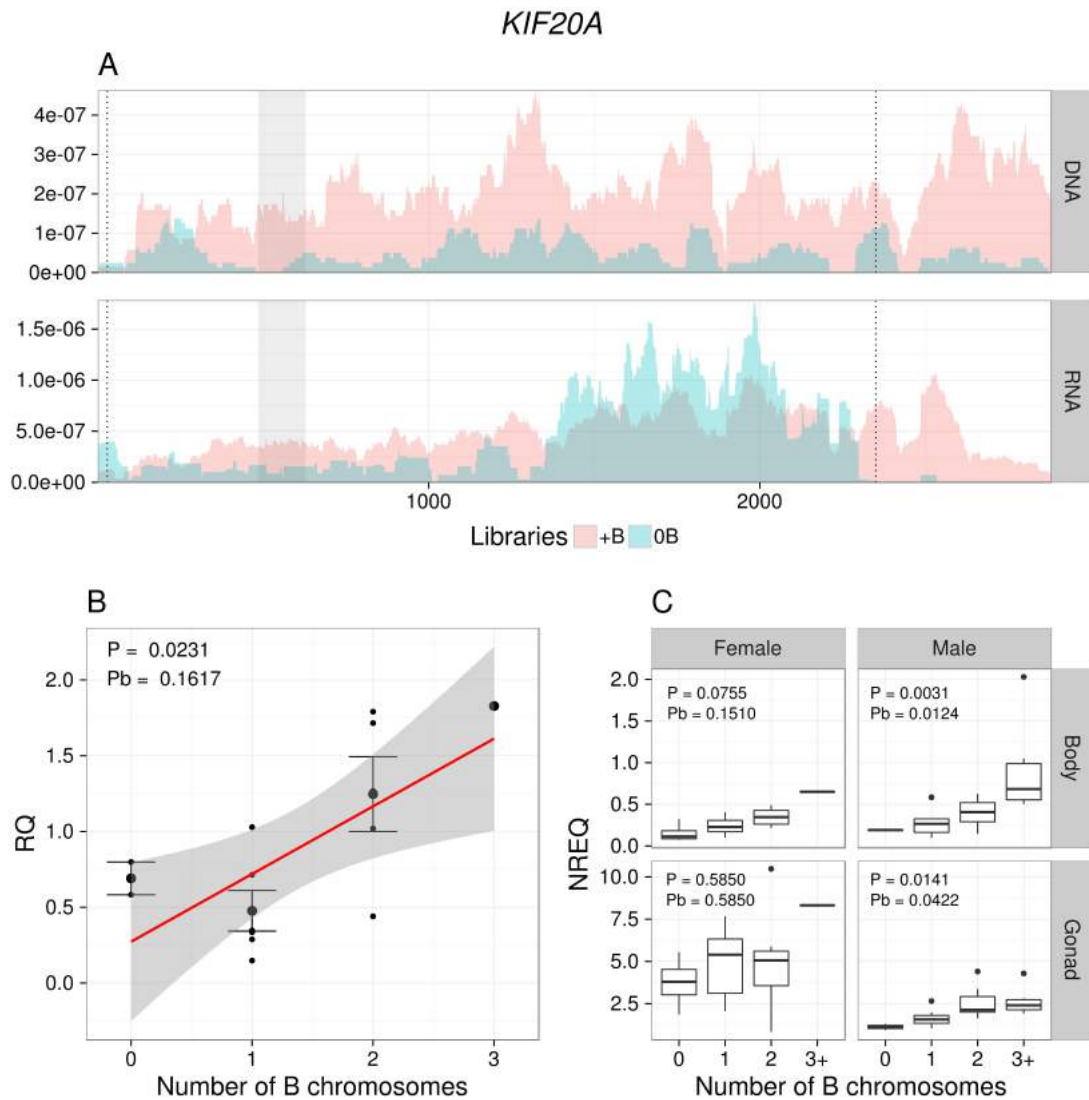 KIF20A
A
4e-07
3e-07
2e-07
1e-07
0e+00
DNA
1.5e-06
1.0e-06
5.0e-07
0.0e+00
RNA
1000 2000
Libraries +B 0B
B
P = 0.0231
Pb = 0.1617
2.0
1.5
1.0
0.5
0.0
RQ
0 1 2 3
Number of B chromosomes
C
Female Male
2.0
1.5
1.0
0.5
0.0
P = 0.0755
Pb = 0.1510
P = 0.0031
Pb = 0.0124
Body
NREQ
10.0
7.5
5.0
2.5
P = 0.5850
Pb = 0.5850
P = 0.0141
Pb = 0.0422
Gonad
0 1 2 3+ 0 1 2 3+
Number of B chromosomes